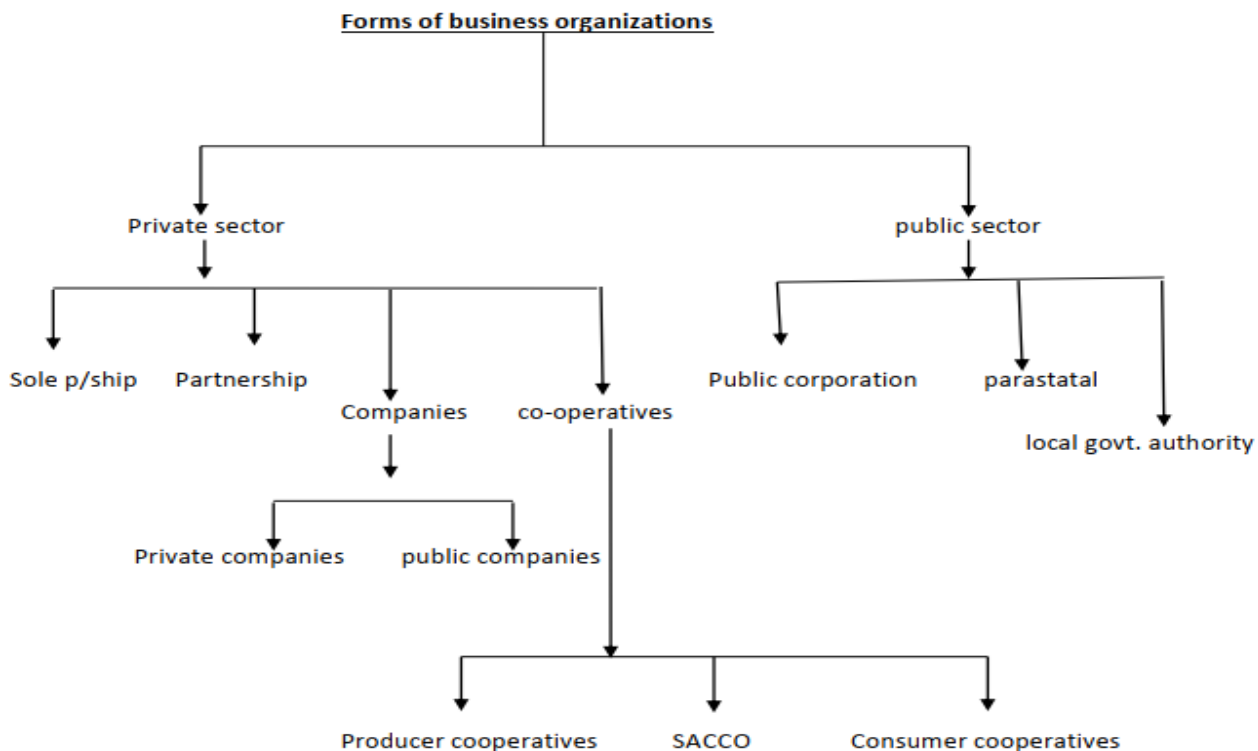 Forms of business organizations
Private sector
public sector
Sole p/ship
Partnership
Public corporation
parastatal
Companies
co-operatives
local govt. authority
Private companies
public companies
Producer cooperatives
SACCO
Consumer cooperatives